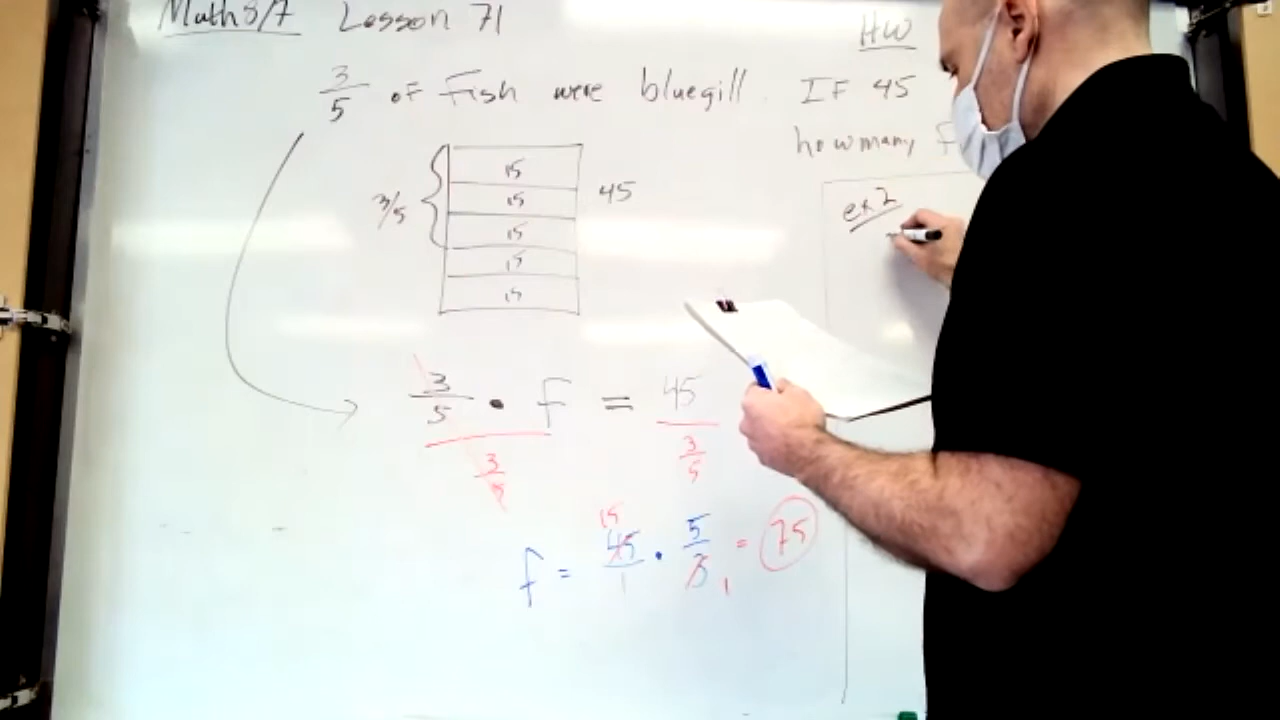 Math 8/7 Lesson 71
HW
3/5 of Fish were bluegill. IF 45
how many F
ex 2
3/5
15
15
15
15
15
45
3/5 • f = 45
3/5 3/5
15
f = 45/1 • 5/3 = 75
1